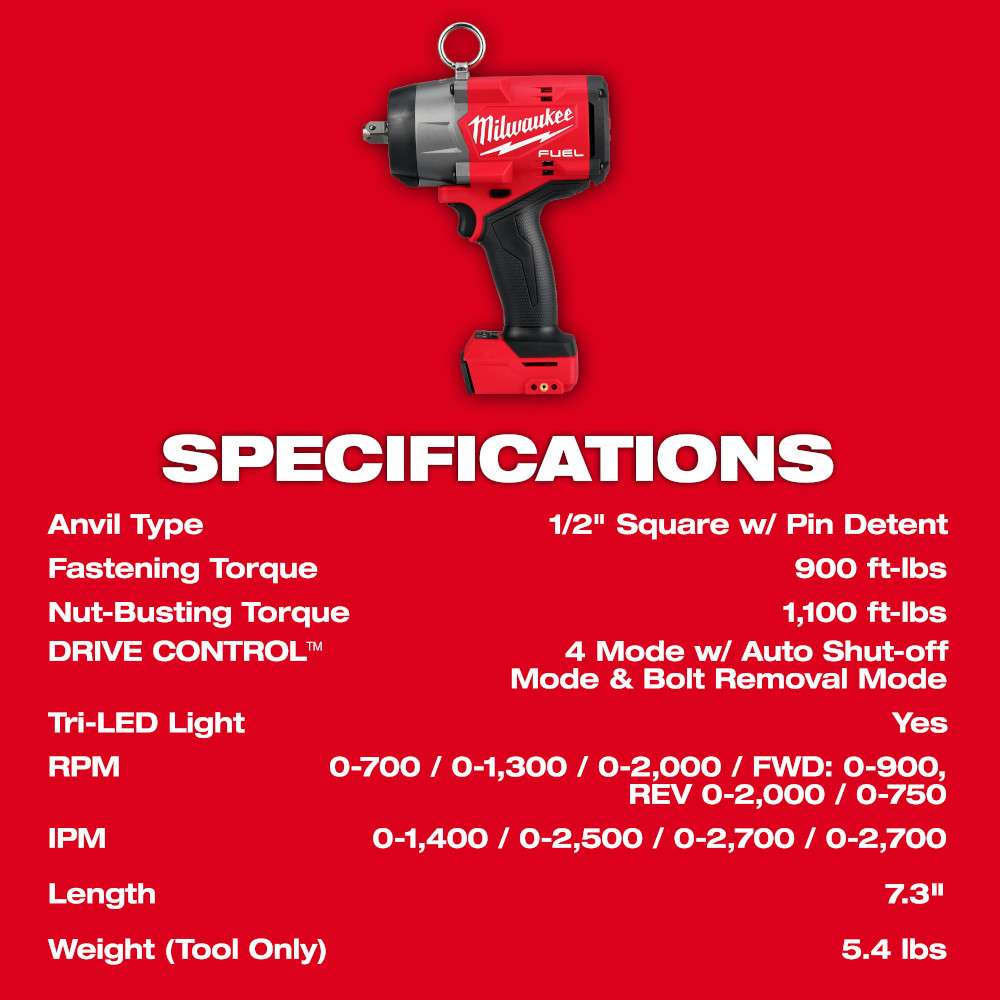 Milwaukee
FUEL
SPECIFICATIONS
Anvil Type 1/2" Square w/ Pin Detent
Fastening Torque 900 ft-lbs
Nut-Busting Torque 1,100 ft-lbs
DRIVE CONTROL™ 4 Mode w/ Auto Shut-off
Mode & Bolt Removal Mode
Tri-LED Light Yes
RPM 0-700 / 0-1,300 / 0-2,000 / FWD: 0-900,
REV 0-2,000 / 0-750
IPM 0-1,400 / 0-2,500 / 0-2,700 / 0-2,700
Length 7.3"
Weight (Tool Only) 5.4 lbs